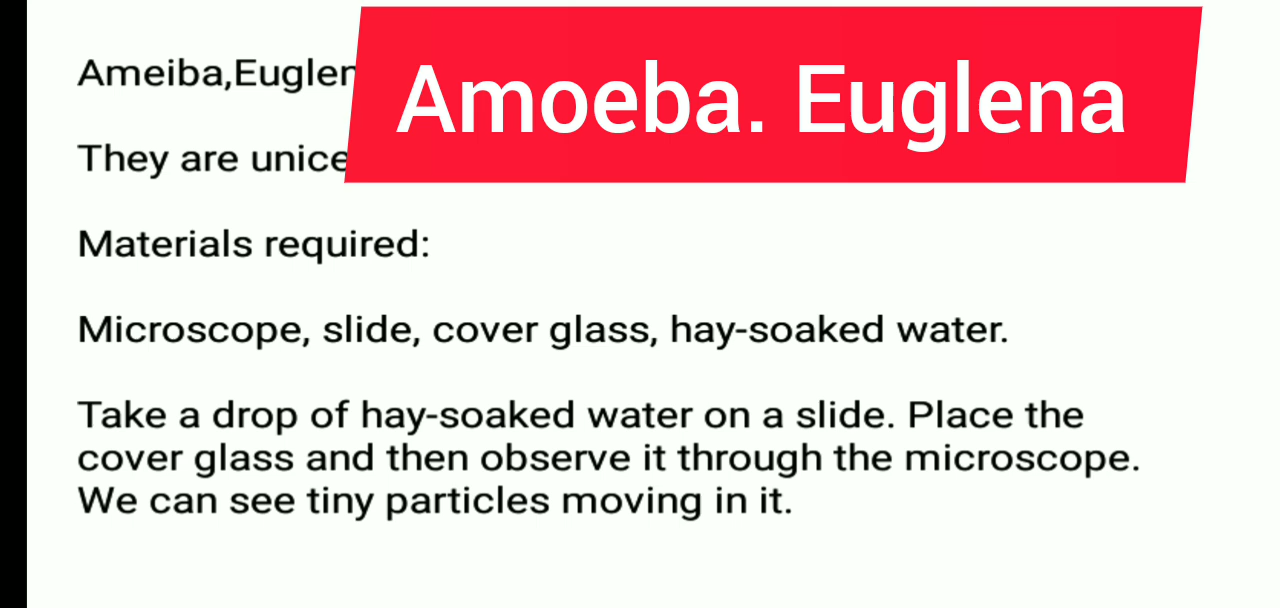 Ameiba,Eugle
Amoeba. Euglena
They are
Materials required:
Microscope, slide, cover glass, hay-soaked water.
Take a drop of hay-soaked water on a slide. Place the
cover glass and then observe it through the microscope.
We can see tiny particles moving in it.